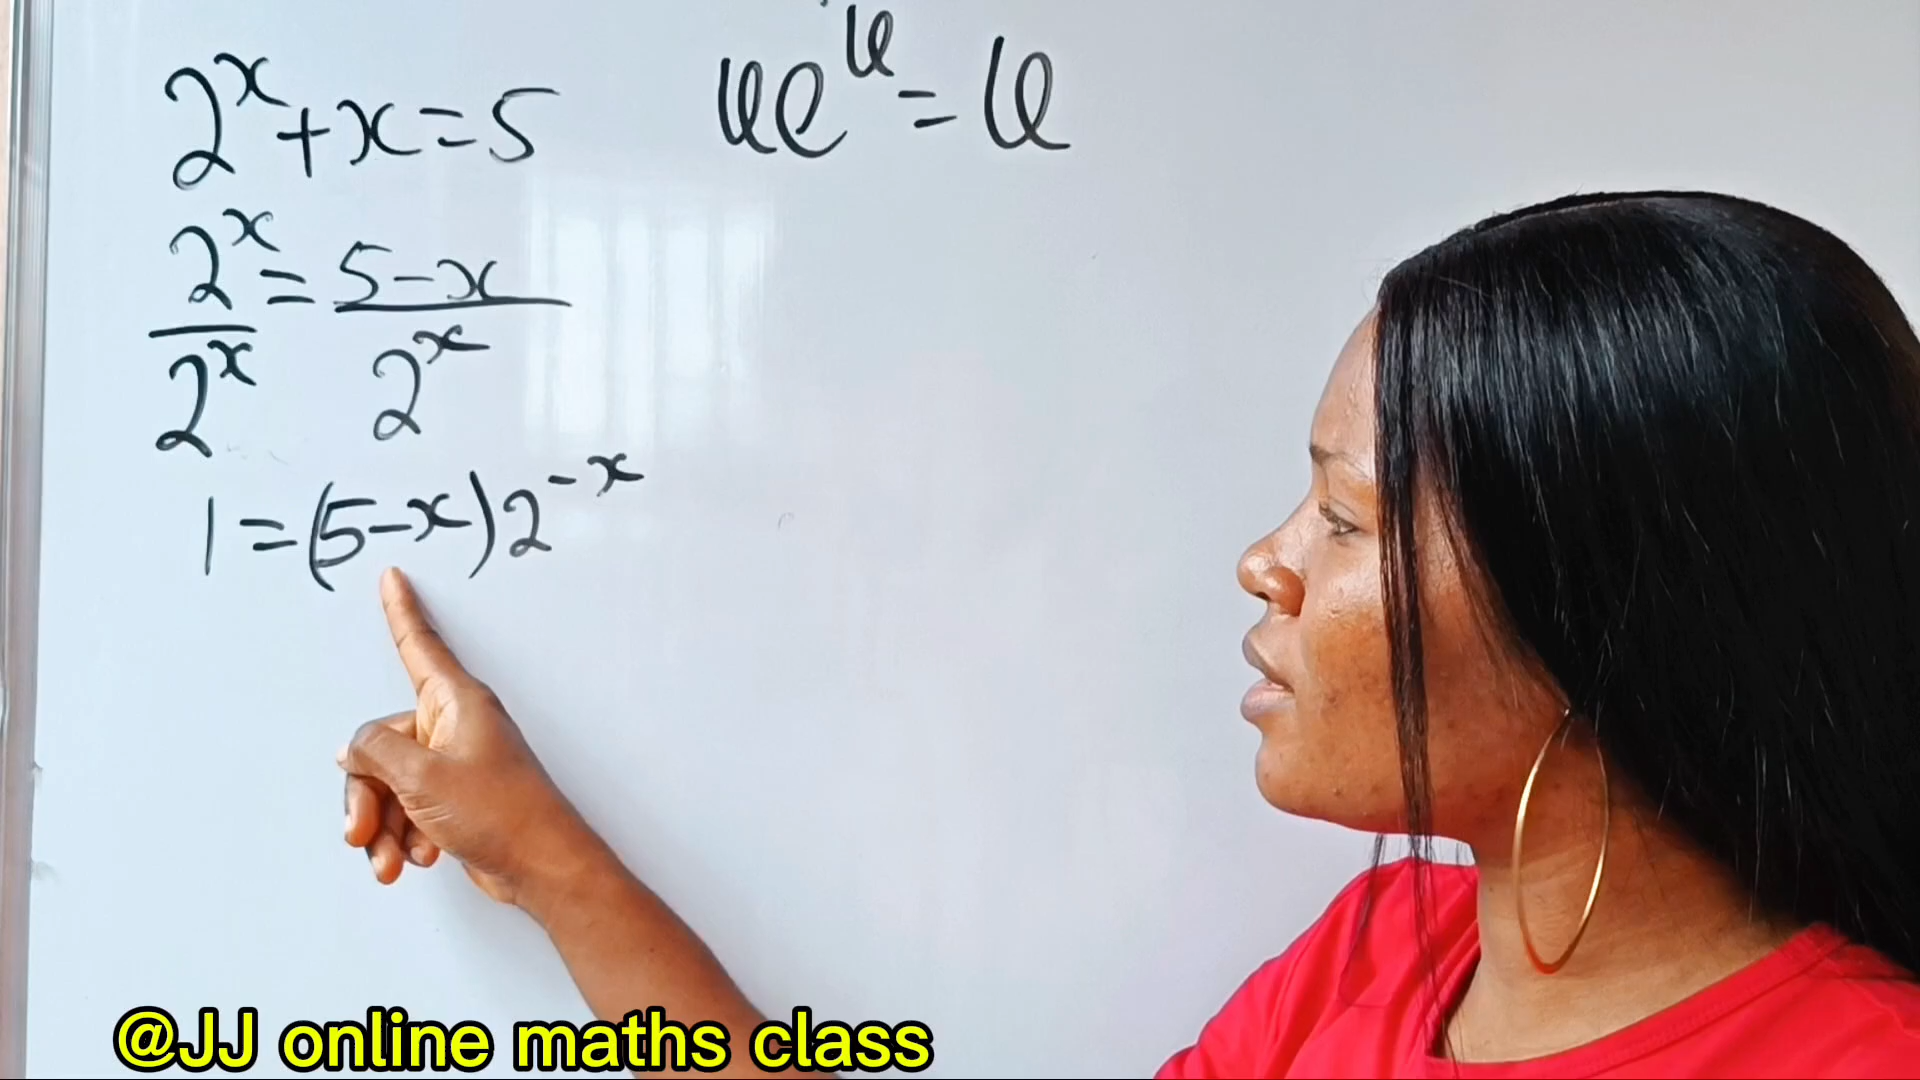 2^x + x = 5
ue^u = u
2^x = 5-x
2^x 2^x
1 = (5-x)2^-x
@JJ online maths class